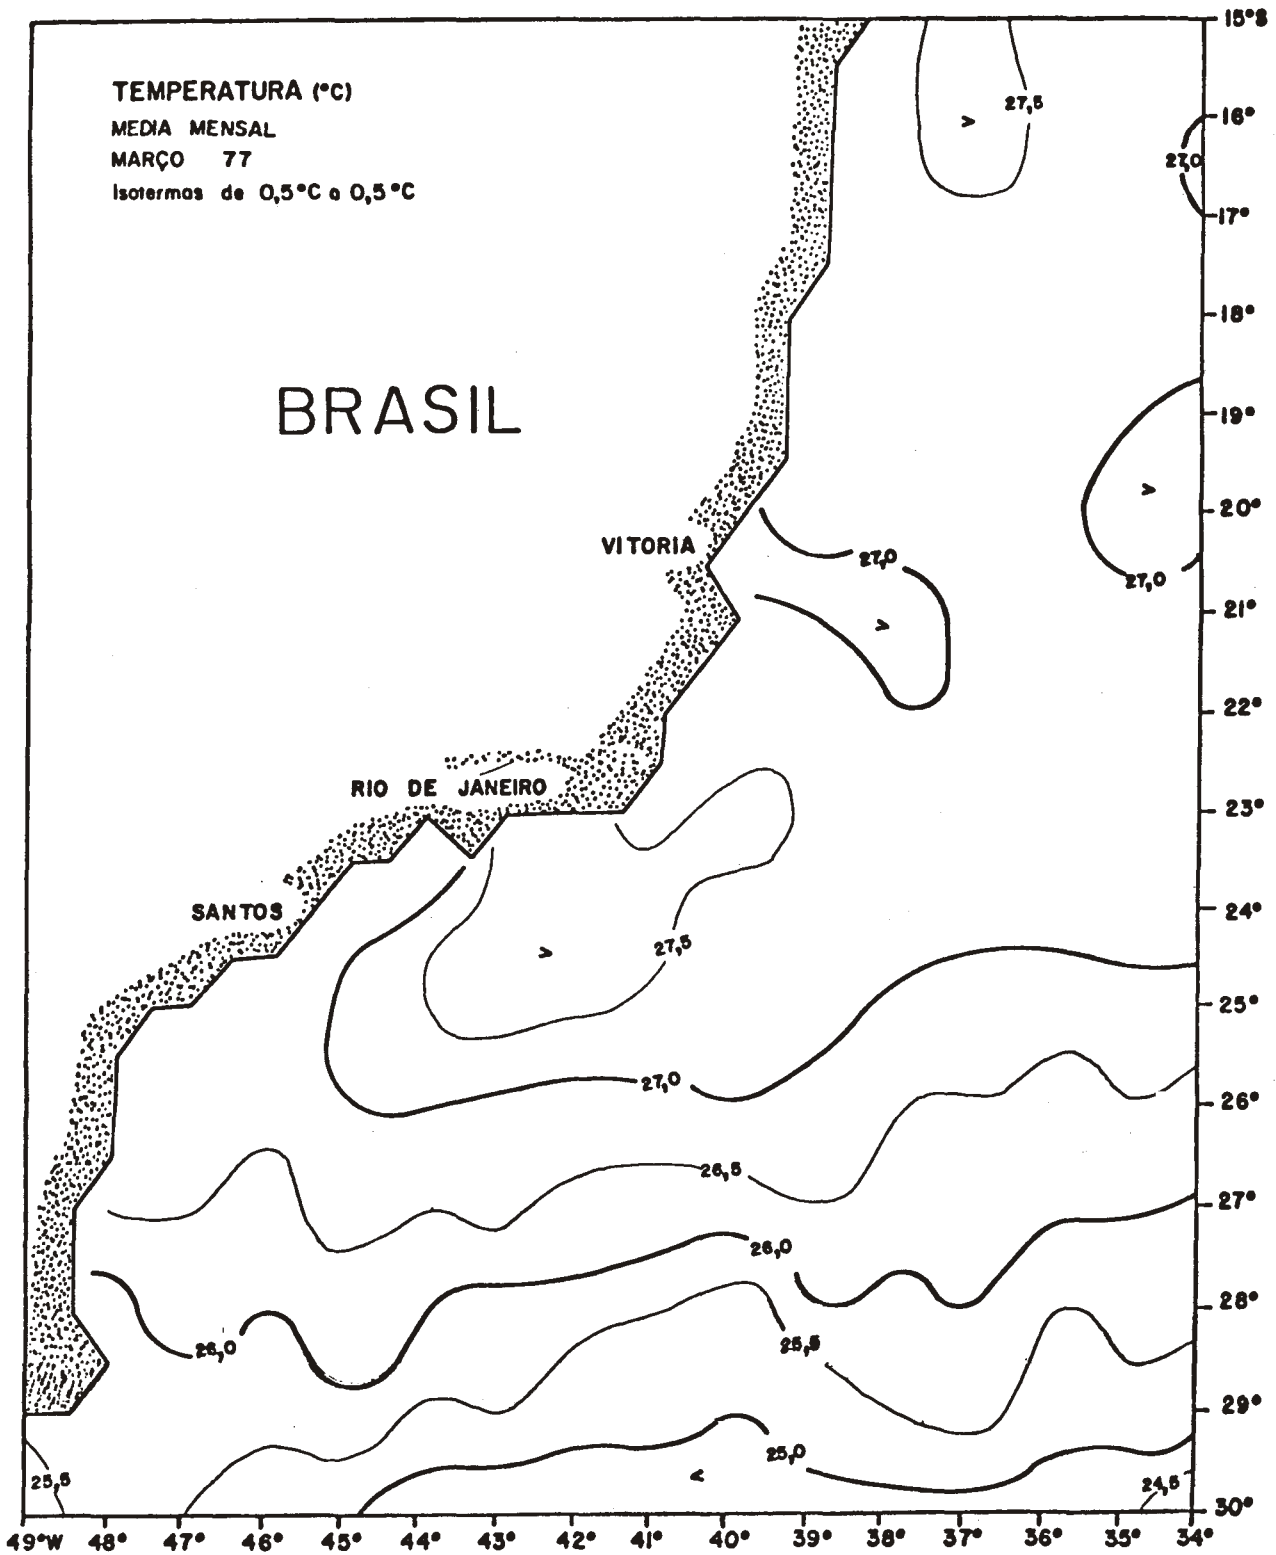 TEMPERATURA (°C)
MEDIA MENSAL
MARÇO 77
Isotermas de 0,5°C a 0,5°C
BRASIL
VITORIA
RIO DE JANEIRO
SANTOS
27,5
27,0
27,0
27,0
27,5
27,0
26,5
26,0
26,0
25,5
25,0
25,5
24,5
15°S
16°
17°
18°
19°
20°
21°
22°
23°
24°
25°
26°
27°
28°
29°
30°
49°W 48° 47° 46° 45° 44° 43° 42° 41° 40° 39° 38° 37° 36° 35° 34°